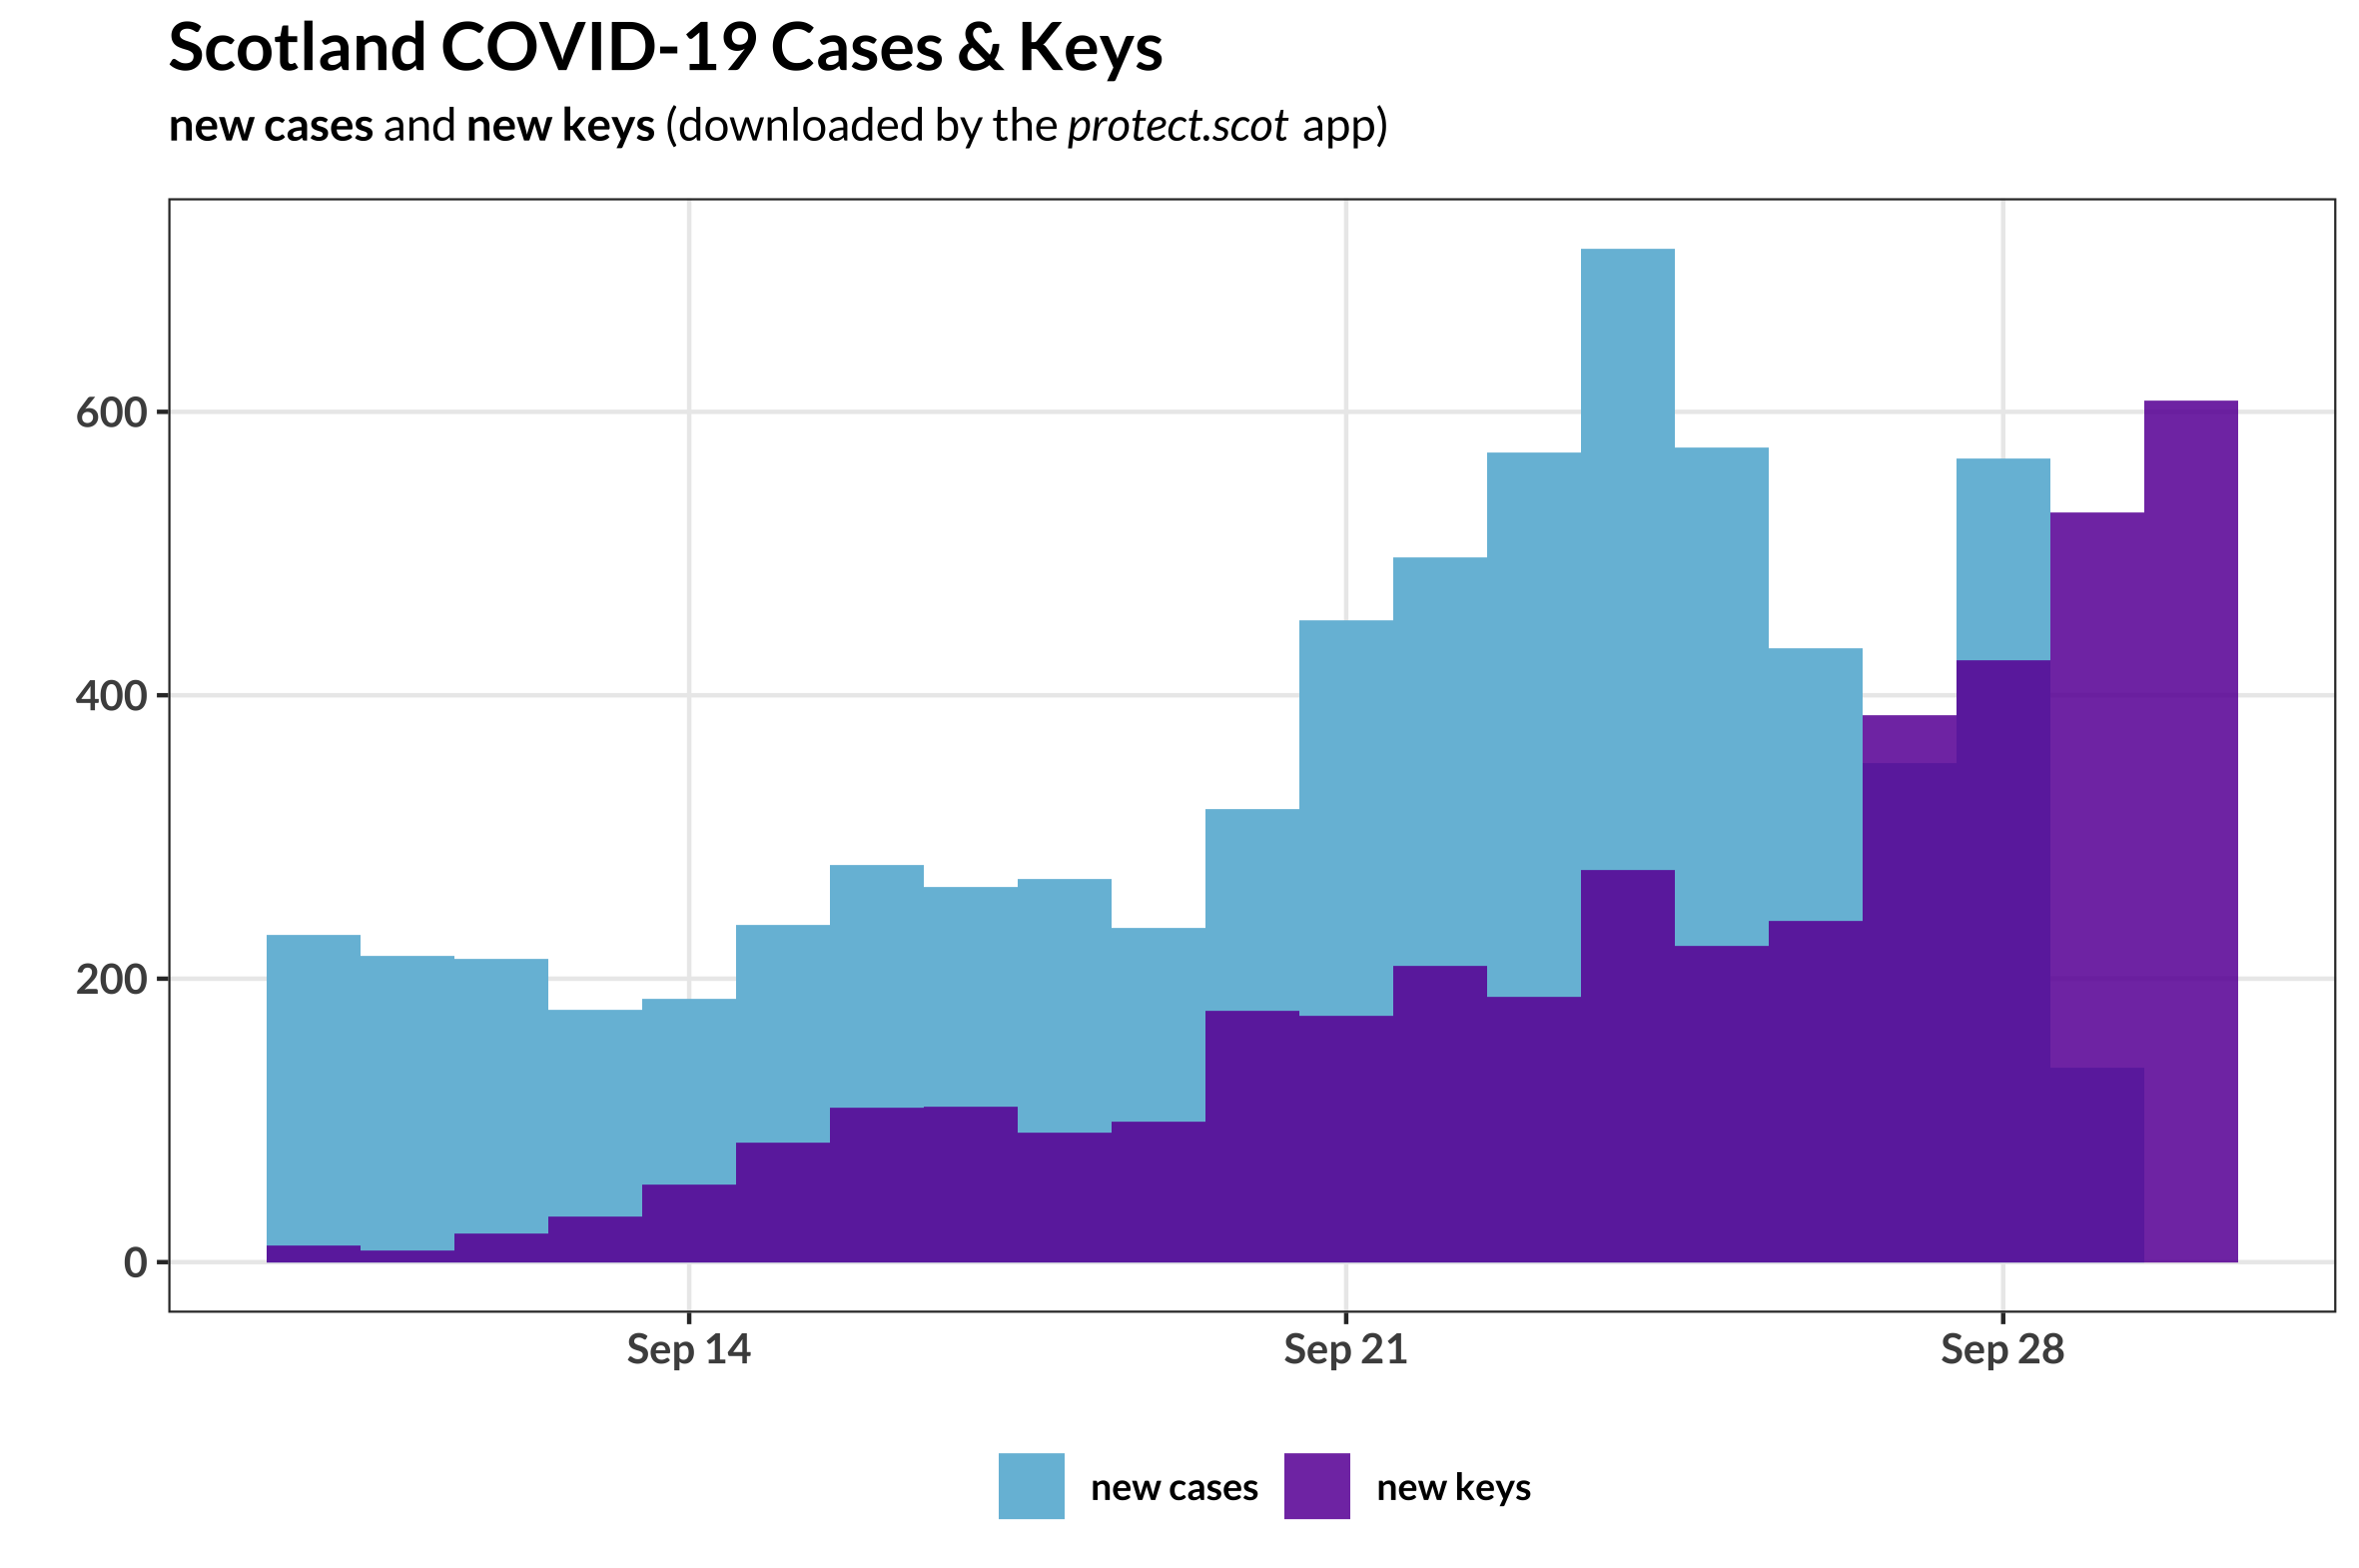 Scotland COVID-19 Cases & Keys
new cases and new keys (downloaded by the protect.scot app)
600
400
200
0
Sep 14 Sep 21 Sep 28
new cases new keys